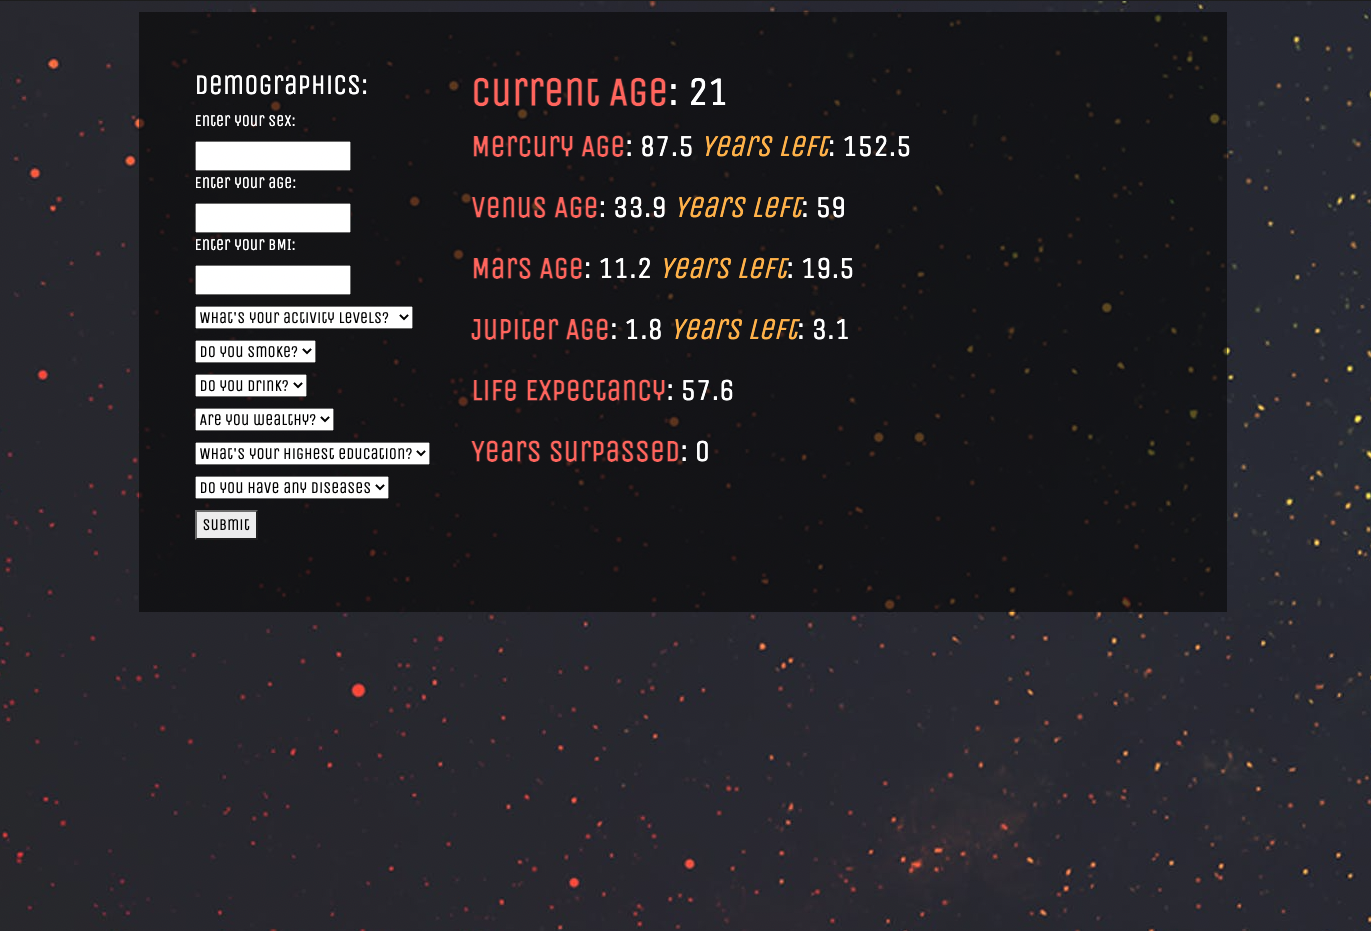 Demographics:
Enter your sex:
Enter your age:
Enter your BMI:
What's your activity levels?
Do you smoke?
Do you drink?
Are you wealthy?
What's your highest education?
Do you have any diseases
Submit
Current Age: 21
Mercury Age: 87.5 Years Left: 152.5
Venus Age: 33.9 Years Left: 59
Mars Age: 11.2 Years Left: 19.5
Jupiter Age: 1.8 Years Left: 3.1
Life Expectancy: 57.6
Years Surpassed: 0